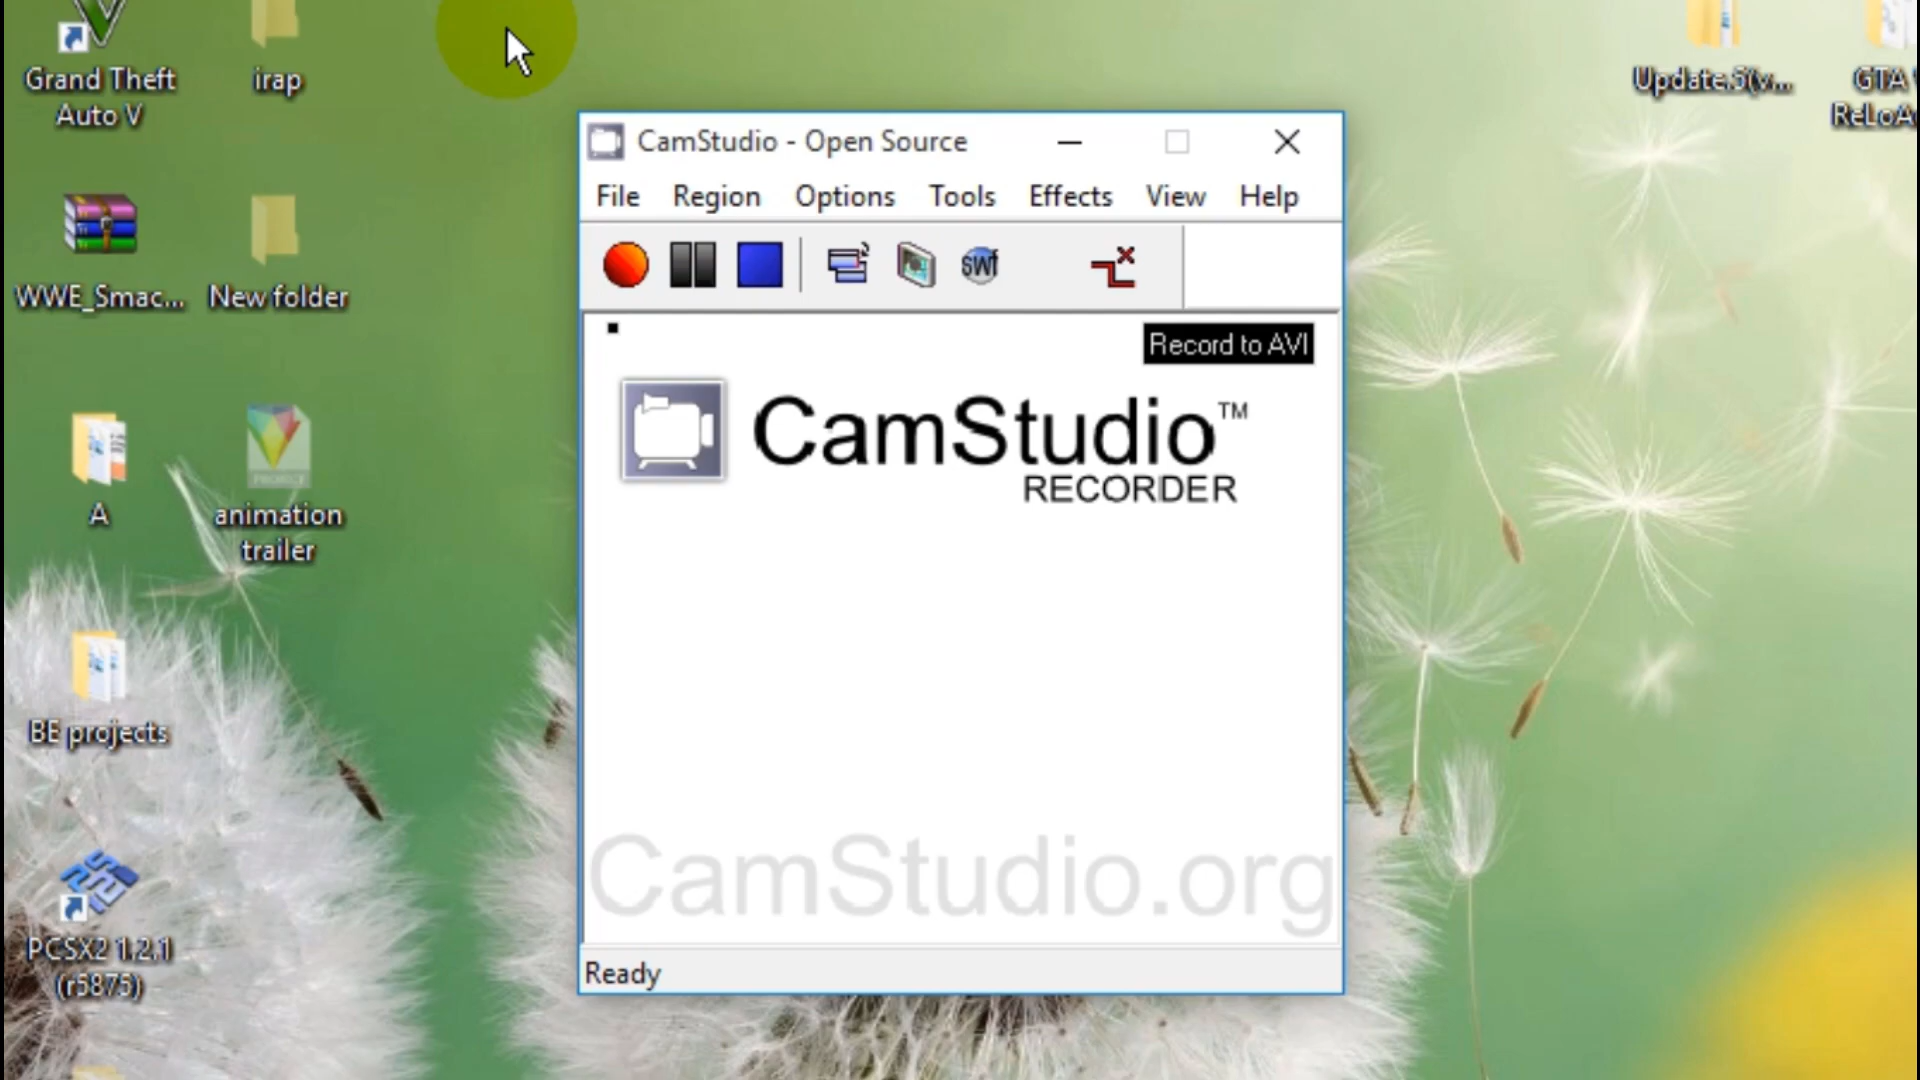 Grand Theft
Auto V
irap
Update.5(v...
GTA
ReLoA
WWE_Smac...
New folder
A
animation
trailer
BE projects
PCSX2 1.2.1
(r5875)
CamStudio - Open Source
File Region Options Tools Effects View Help
swf
Record to AVI
CamStudio™
RECORDER
CamStudio.org
Ready